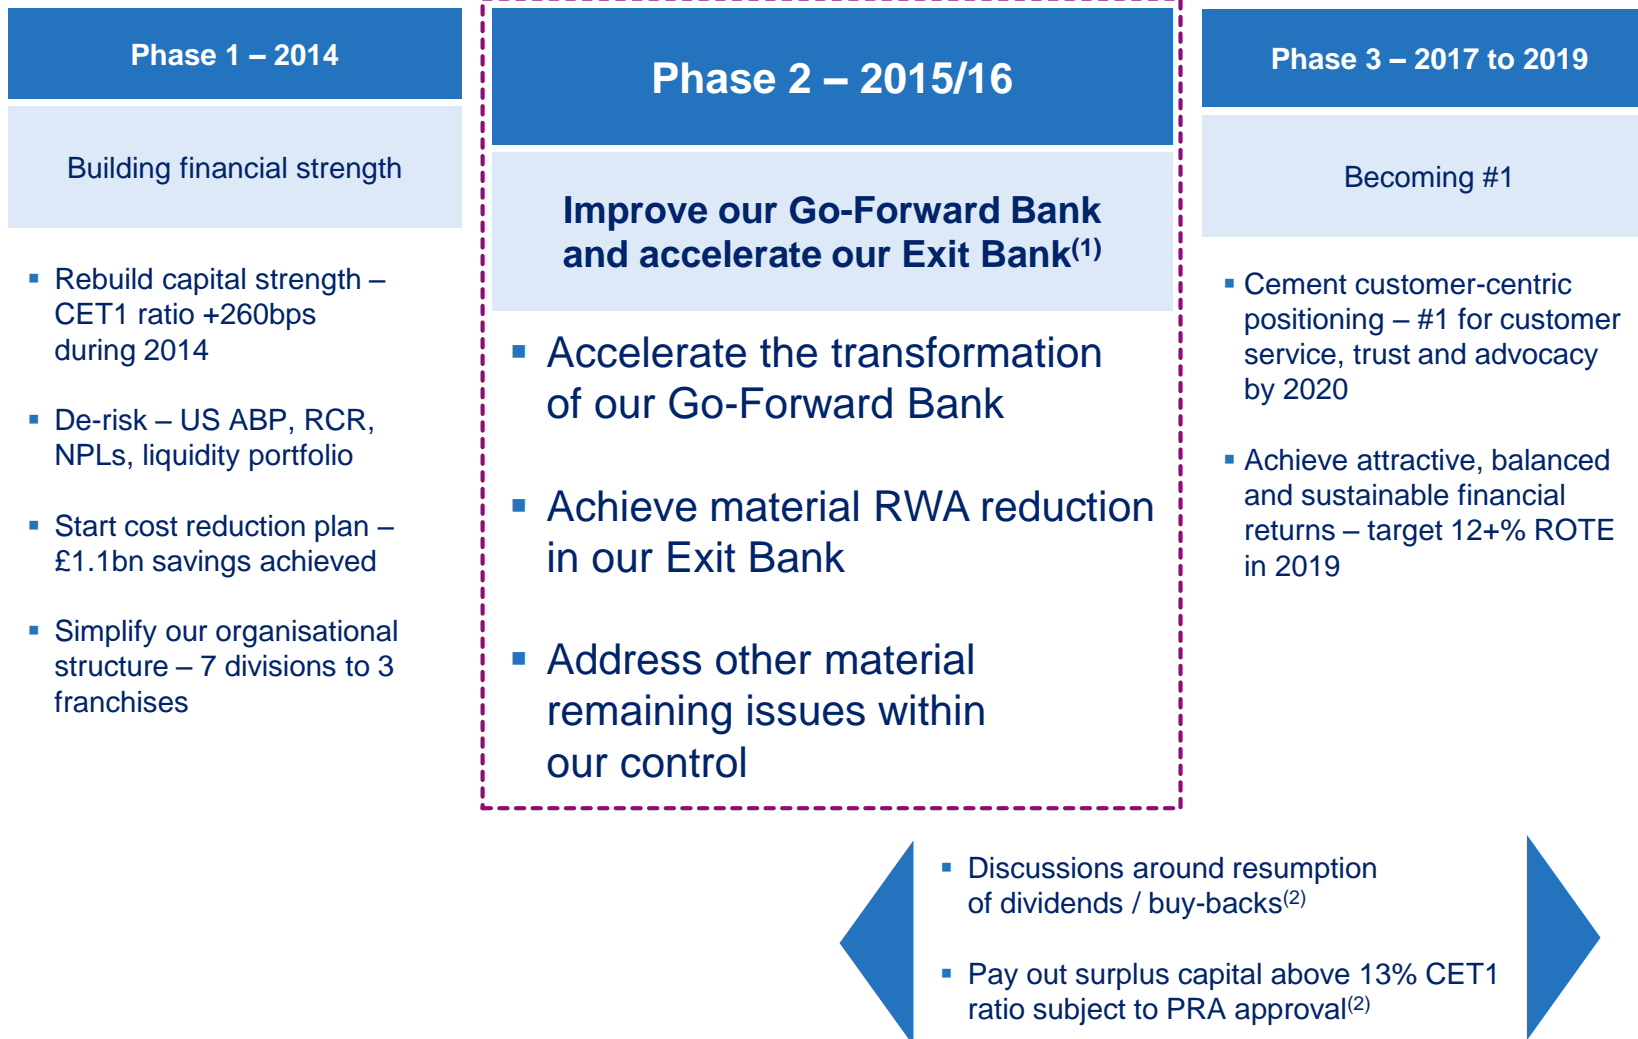 Phase 1 – 2014
Building financial strength
▪ Rebuild capital strength –
CET1 ratio +260bps
during 2014
▪ De-risk – US ABP, RCR,
NPLs, liquidity portfolio
▪ Start cost reduction plan –
£1.1bn savings achieved
▪ Simplify our organisational
structure – 7 divisions to 3
franchises
Phase 2 – 2015/16
Improve our Go-Forward Bank
and accelerate our Exit Bank(1)
▪ Accelerate the transformation
of our Go-Forward Bank
▪ Achieve material RWA reduction
in our Exit Bank
▪ Address other material
remaining issues within
our control
Phase 3 – 2017 to 2019
Becoming #1
▪ Cement customer-centric
positioning – #1 for customer
service, trust and advocacy
by 2020
▪ Achieve attractive, balanced
and sustainable financial
returns – target 12+% ROTE
in 2019
▪ Discussions around resumption
of dividends / buy-backs(2)
▪ Pay out surplus capital above 13% CET1
ratio subject to PRA approval(2)